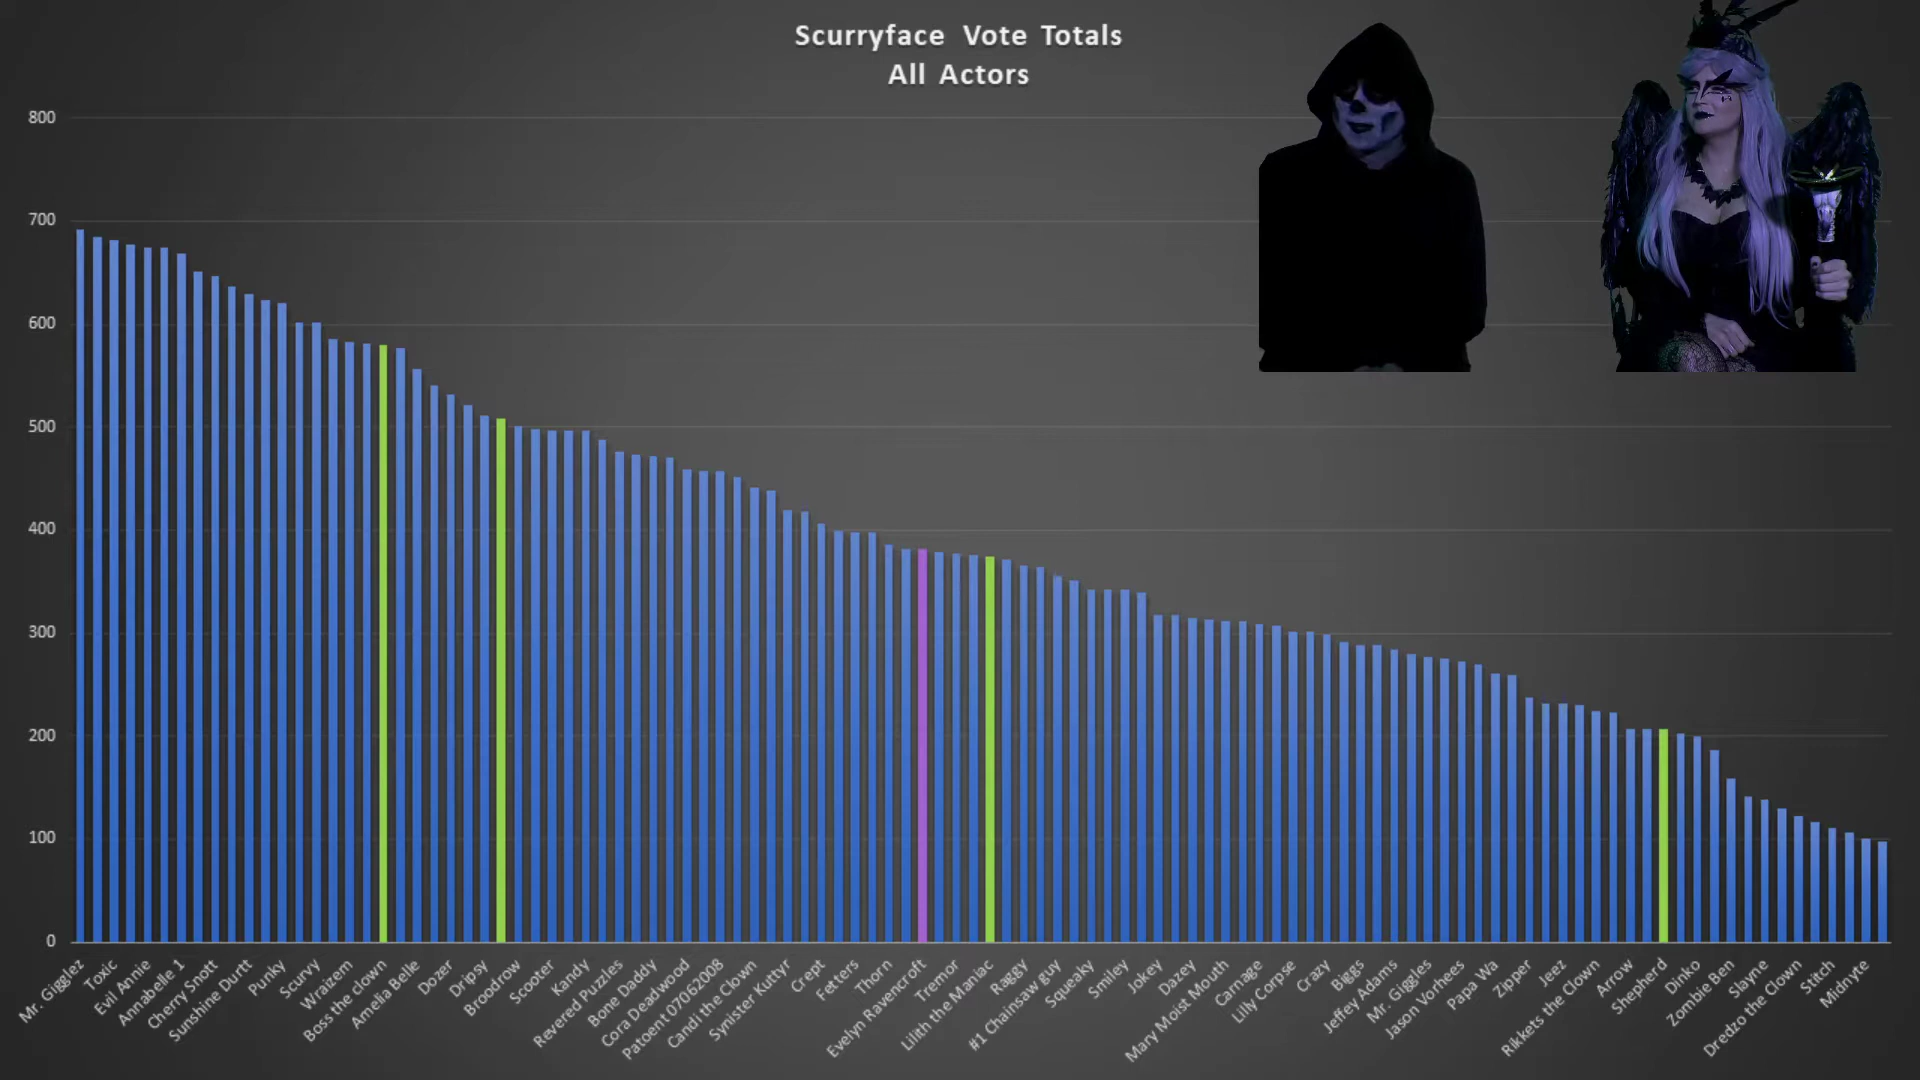 Scurryface Vote Totals
All Actors
800
700
600
500
400
300
200
100
0
Mr. Gigglez
Toxic
Evil Annie
Annabelle 1
Cherry Snott
Sunshine Durtt
Punky
Scurvy
Wraizem
Boss the clown
Amelia Belle
Dozer
Dripsy
Broodrow
Scooter
Kandy
Revered Puzzles
Bone Daddy
Cora Deadwood
Patoent 07062008
Candi the Clown
Synister Kuttyr
Crept
Fetters
Thorn
Evelyn Ravencroft
Tremor
Lilith the Maniac
Raggy
#1 Chainsaw guy
Squeaky
Smiley
Jokey
Dazey
Mary Moist Mouth
Carnage
Lilly Corpse
Crazy
Biggs
Jeffey Adams
Mr. Giggles
Jason Vorhees
Papa Wa
Zipper
Jeez
Rikkets the Clown
Arrow
Shepherd
Dinko
Zombie Ben
Slayne
Dredzo the Clown
Stitch
Midnyte